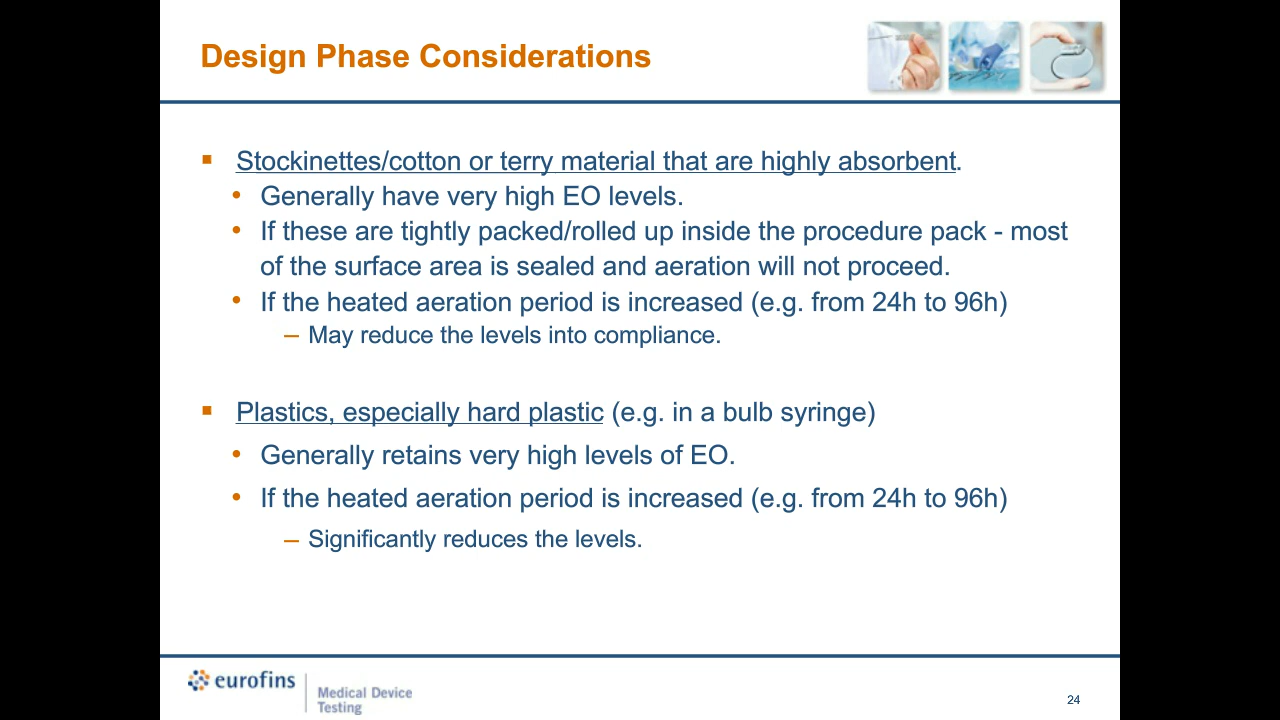 Design Phase Considerations
▪ Stockinettes/cotton or terry material that are highly absorbent.
• Generally have very high EO levels.
• If these are tightly packed/rolled up inside the procedure pack - most
of the surface area is sealed and aeration will not proceed.
• If the heated aeration period is increased (e.g. from 24h to 96h)
– May reduce the levels into compliance.
▪ Plastics, especially hard plastic (e.g. in a bulb syringe)
• Generally retains very high levels of EO.
• If the heated aeration period is increased (e.g. from 24h to 96h)
– Significantly reduces the levels.
eurofins
Medical Device
Testing
24